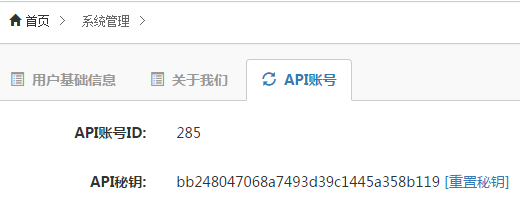 首页 > 系统管理 >
用户基础信息 关于我们 API账号
API账号ID: 285
API秘钥: bb248047068a7493d39c1445a358b119 [重置秘钥]